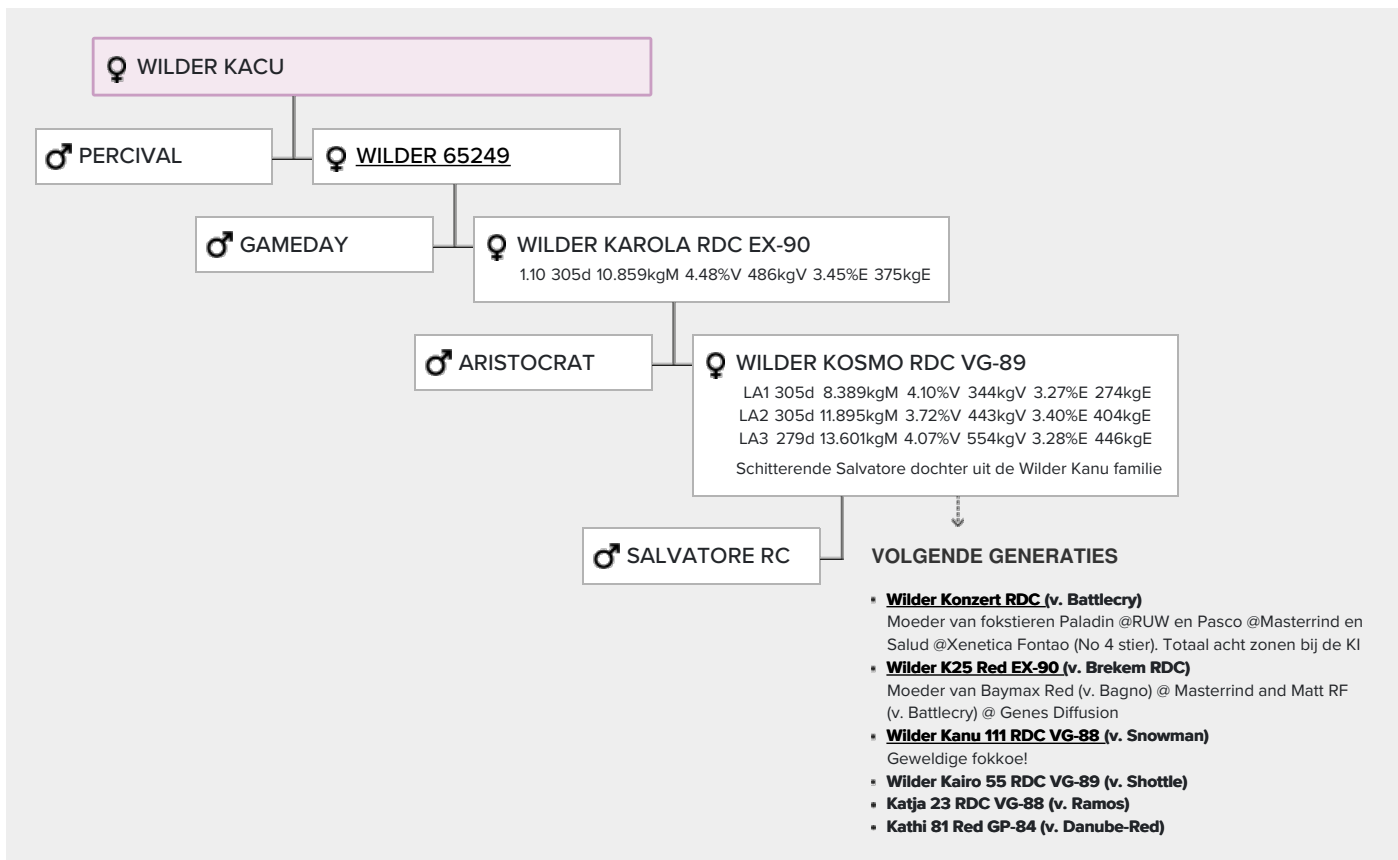 WILDER KACU
PERCIVAL
WILDER 65249
GAMEDAY
WILDER KAROLA RDC EX-90
1.10 305d 10.859kgM 4.48%V 486kgV 3.45%E 375kgE
ARISTOCRAT
WILDER KOSMO RDC VG-89
LA1 305d 8.389kgM 4.10%V 344kgV 3.27%E 274kgE
LA2 305d 11.895kgM 3.72%V 443kgV 3.40%E 404kgE
LA3 279d 13.601kgM 4.07%V 554kgV 3.28%E 446kgE
Schitterende Salvatore dochter uit de Wilder Kanu familie
SALVATORE RC
VOLGENDE GENERATIES
Wilder Konzert RDC (v. Battlecry)
Moeder van fokstieren Paladin @RUW en Pasco @Masterrind en
Salud @Xenetica Fontao (No 4 stier). Totaal acht zonen bij de KI
Wilder K25 Red EX-90 (v. Brekem RDC)
Moeder van Baymax Red (v. Bagno) @ Masterrind and Matt RF
(v. Battlecry) @ Genes Diffusion
Wilder Kanu 111 RDC VG-88 (v. Snowman)
Geweldige fokkoe!
Wilder Kairo 55 RDC VG-89 (v. Shottle)
Katja 23 RDC VG-88 (v. Ramos)
Kathi 81 Red GP-84 (v. Danube-Red)